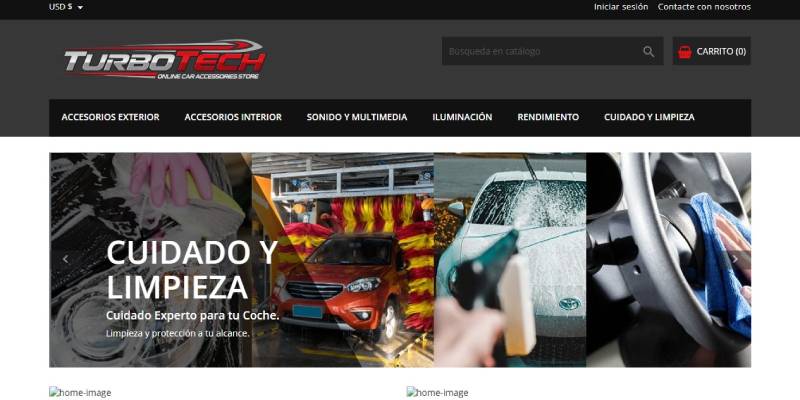 USD $
Iniciar sesión
Contacte con nosotros
TURBOTECH
ONLINE CAR ACCESSORIES STORE
Búsqueda en catálogo
CARRITO (0)
ACCESORIOS EXTERIOR
ACCESORIOS INTERIOR
SONIDO Y MULTIMEDIA
ILUMINACIÓN
RENDIMIENTO
CUIDADO Y LIMPIEZA
CUIDADO Y
LIMPIEZA
Cuidado Experto para tu Coche.
Limpieza y protección a tu alcance.
home-image
home-image